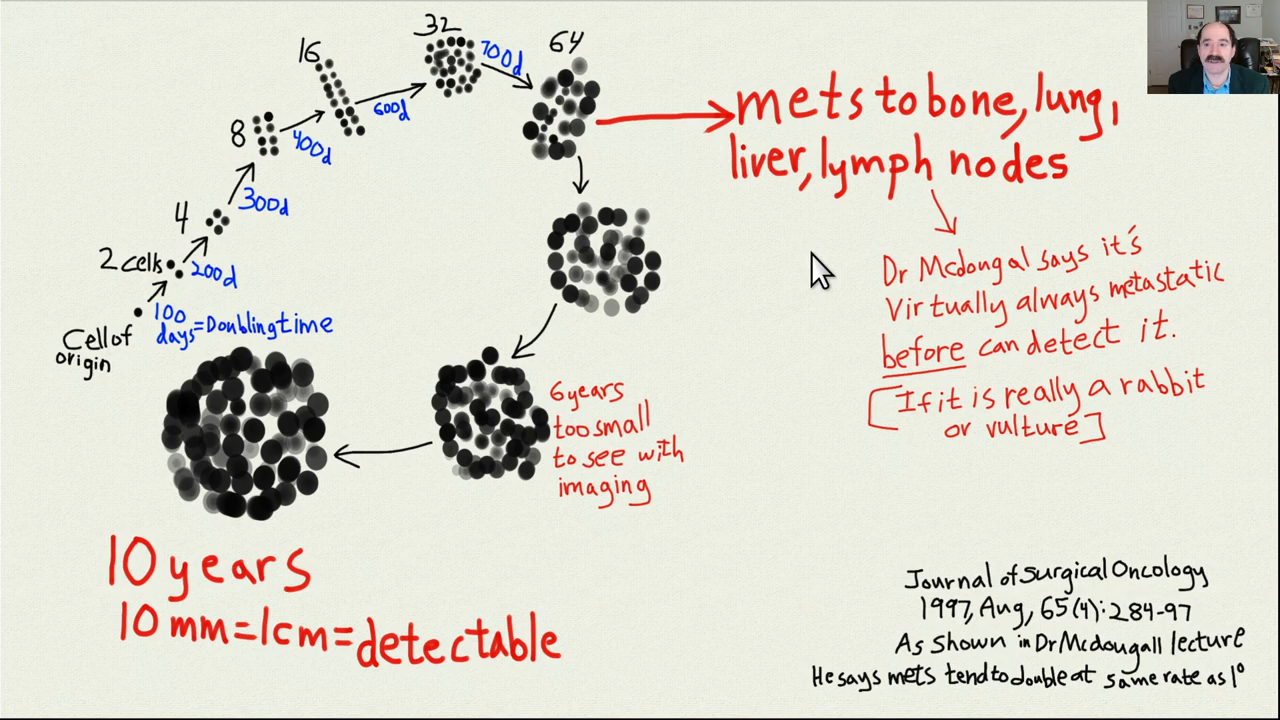 32
64
16
700d
600d
8
400d
4
300d
2 cells
200d
Cell of
origin
100
days=Doubling time
mets to bone, lung,
liver, lymph nodes
Dr Mcdongal says it's
Virtually always metastatic
before can detect it.
[If it is really a rabbit
or vulture]
6 years
too small
to see with
imaging
10 years
10 mm=1cm=detectable
Journal of Surgical Oncology
1997, Aug, 65(4):284-97
As Shown in Dr Mcdougall lecture
He says mets tend to double at same rate as 1°